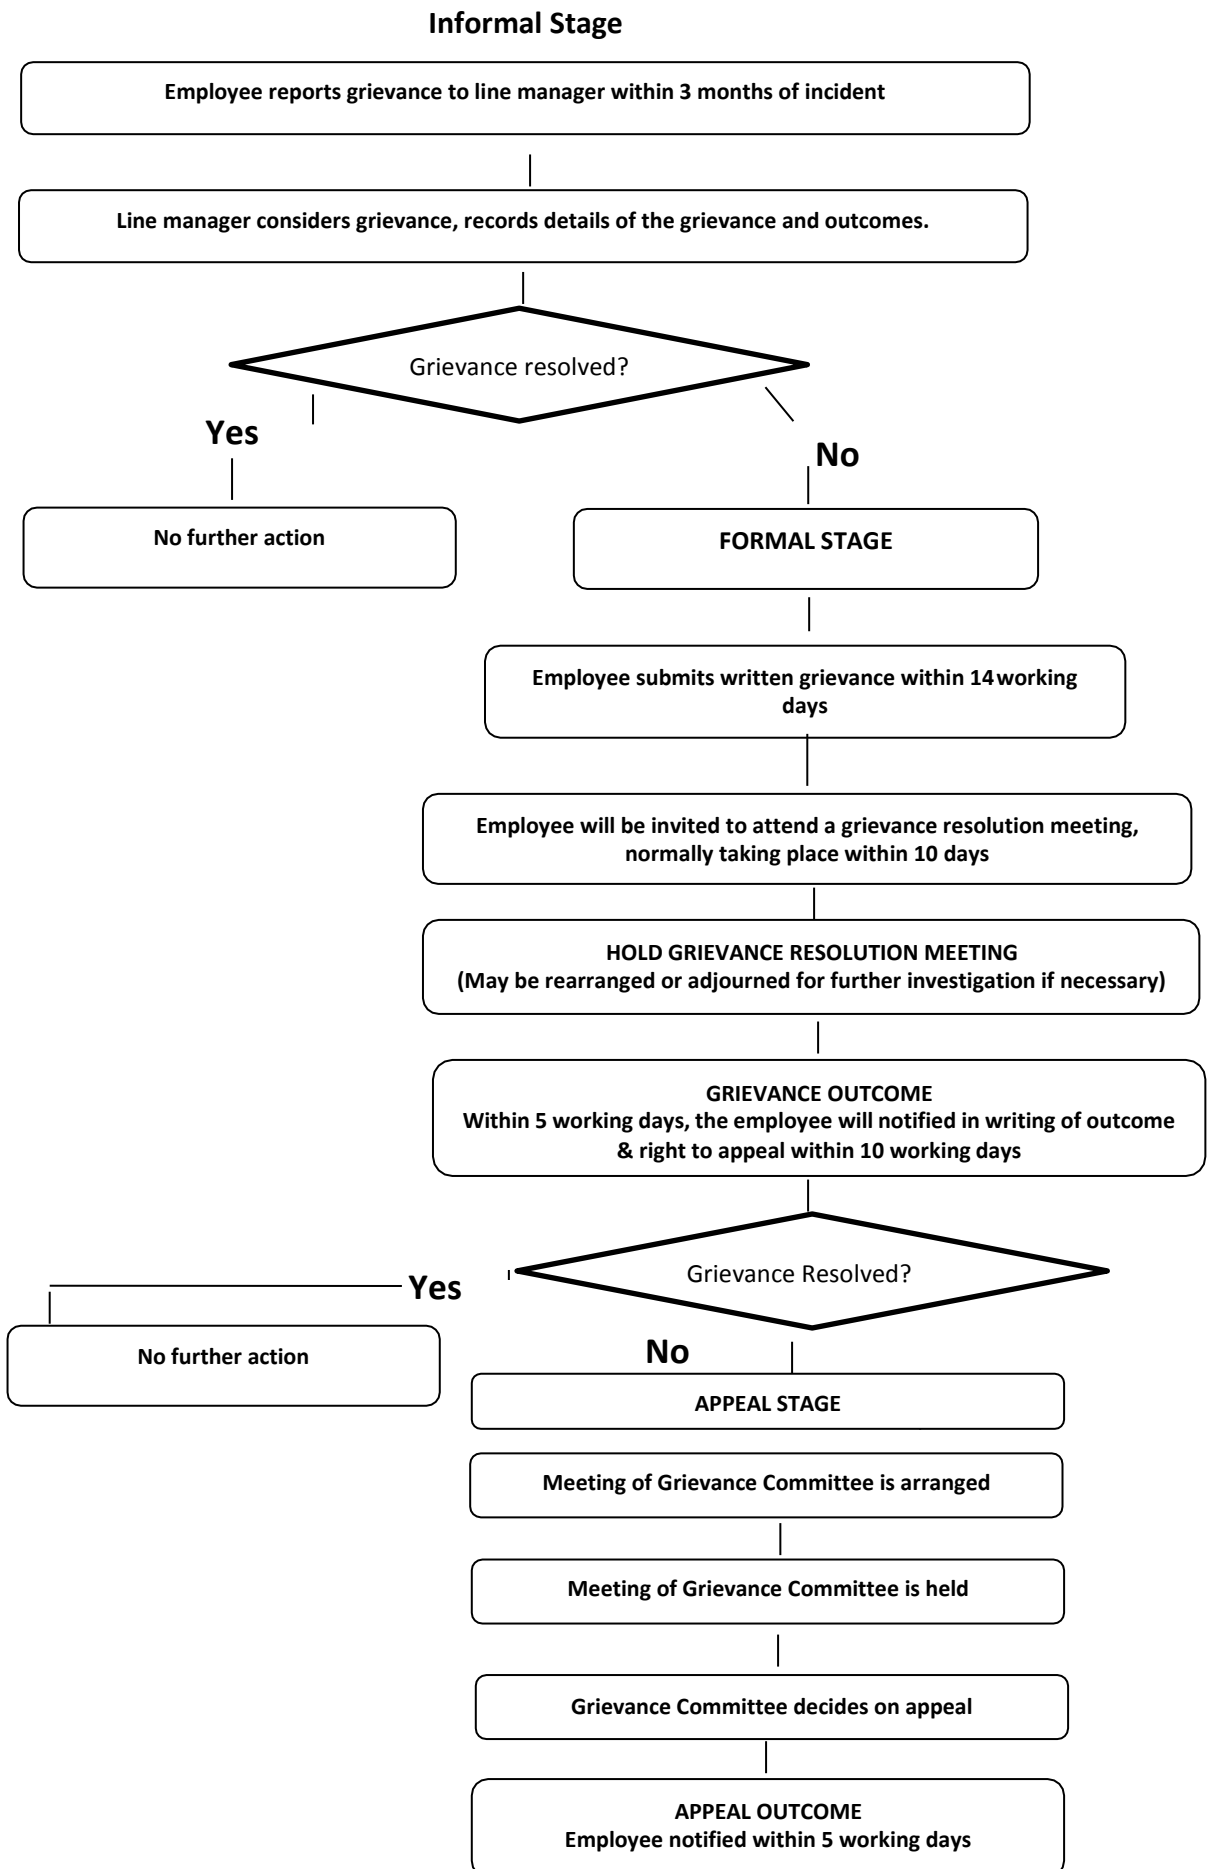 Informal Stage
Employee reports grievance to line manager within 3 months of incident
Line manager considers grievance, records details of the grievance and outcomes.
Grievance resolved?
Yes
No
No further action
FORMAL STAGE
Employee submits written grievance within 14 working
days
Employee will be invited to attend a grievance resolution meeting,
normally taking place within 10 days
HOLD GRIEVANCE RESOLUTION MEETING
(May be rearranged or adjourned for further investigation if necessary)
GRIEVANCE OUTCOME
Within 5 working days, the employee will notified in writing of outcome
& right to appeal within 10 working days
Grievance Resolved?
Yes
No further action
No
APPEAL STAGE
Meeting of Grievance Committee is arranged
Meeting of Grievance Committee is held
Grievance Committee decides on appeal
APPEAL OUTCOME
Employee notified within 5 working days